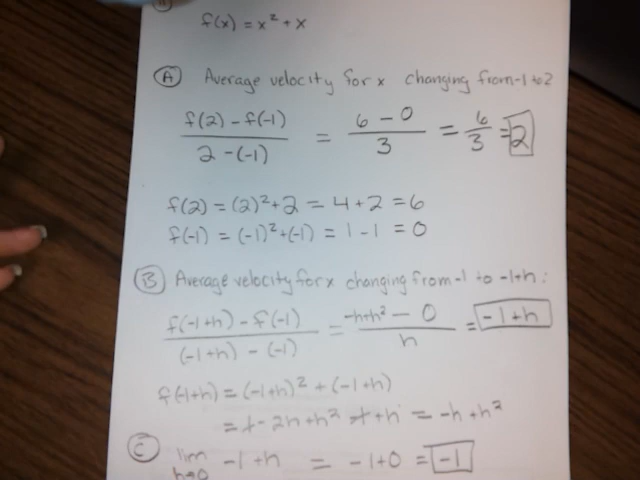 f(x) = x² + x
Ⓐ Average velocity for x changing from -1 to 2
f(2) - f(-1) / 2 - (-1) = 6 - 0 / 3 = 6/3 = 2
f(2) = (2)² + 2 = 4 + 2 = 6
f(-1) = (-1)² + (-1) = 1 - 1 = 0
Ⓑ Average velocity for x changing from -1 to -1+h:
f(-1+h) - f(-1) / (-1+h) - (-1) = -h+h² - 0 / h = -1+h
f(-1+h) = (-1+h)² + (-1+h)
= 1 - 2h + h² - 1 + h = -h + h²
Ⓒ lim h→0 -1+h = -1+0 = -1